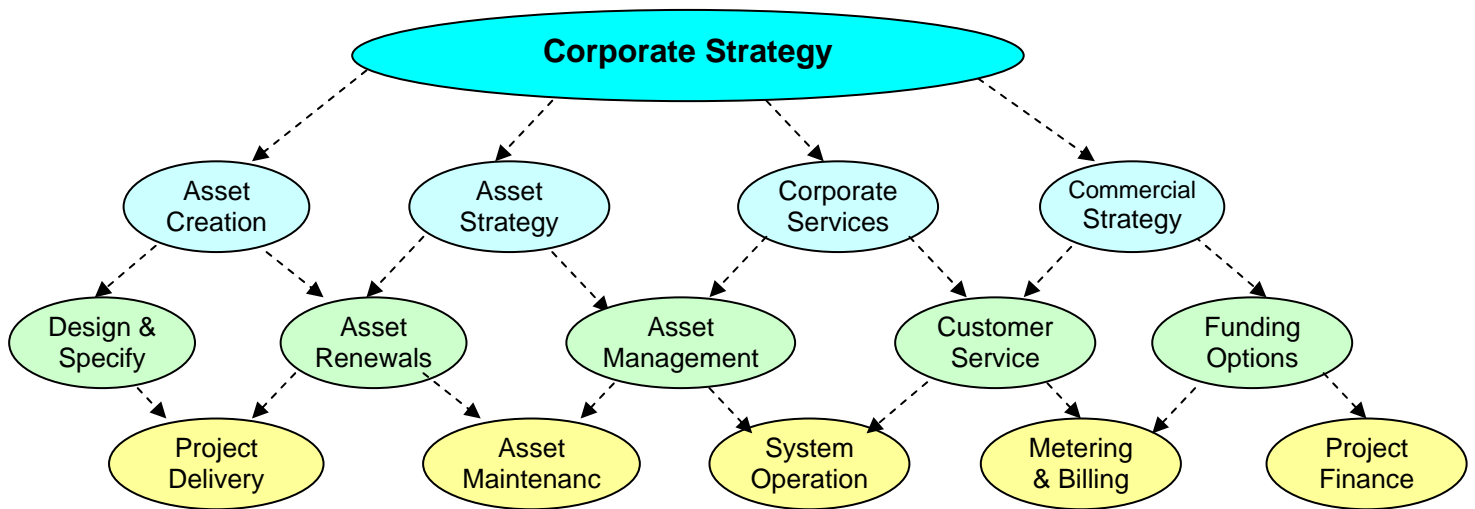 Corporate Strategy
Asset
Creation
Asset
Strategy
Corporate
Services
Commercial
Strategy
Design &
Specify
Asset
Renewals
Asset
Management
Customer
Service
Funding
Options
Project
Delivery
Asset
Maintenanc
System
Operation
Metering
& Billing
Project
Finance